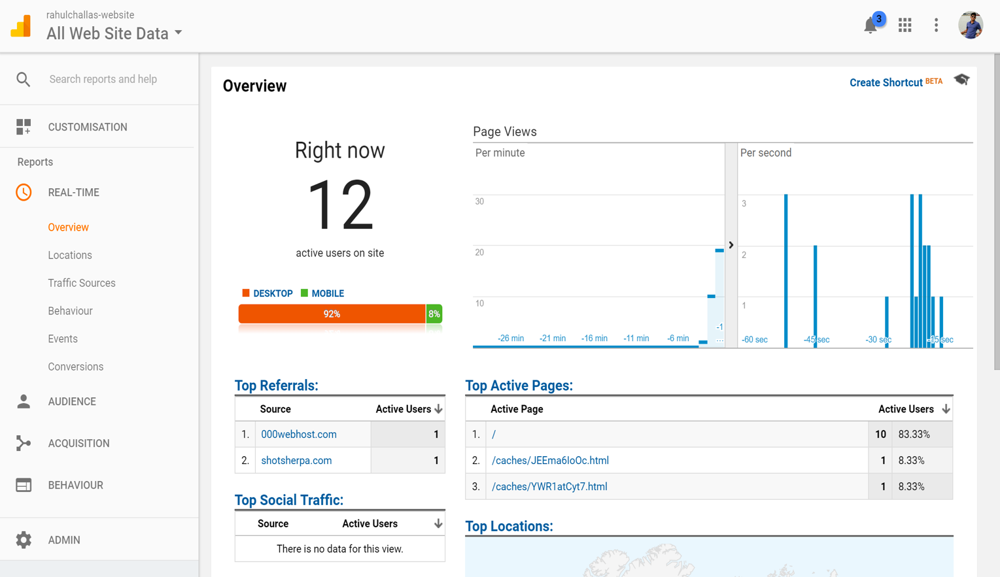 rahulchallas-website
All Web Site Data
3
Search reports and help
CUSTOMISATION
Reports
REAL-TIME
Overview
Locations
Traffic Sources
Behaviour
Events
Conversions
AUDIENCE
ACQUISITION
BEHAVIOUR
ADMIN
Overview
Create Shortcut BETA
Right now
12
active users on site
DESKTOP MOBILE
92% 8%
Page Views
Per minute
30
20
10
-26 min -21 min -16 min -11 min -6 min -1
...
Per second
3
2
1
-60 sec -45 sec -30 sec -15 sec
Top Referrals:
Source Active Users
1. 000webhost.com 1
2. shotsherpa.com 1
Top Social Traffic:
Source Active Users
There is no data for this view.
Top Active Pages:
Active Page Active Users
1. / 10 83.33%
2. /caches/JEEma6IoOc.html 1 8.33%
3. /caches/YWR1atCyt7.html 1 8.33%
Top Locations: